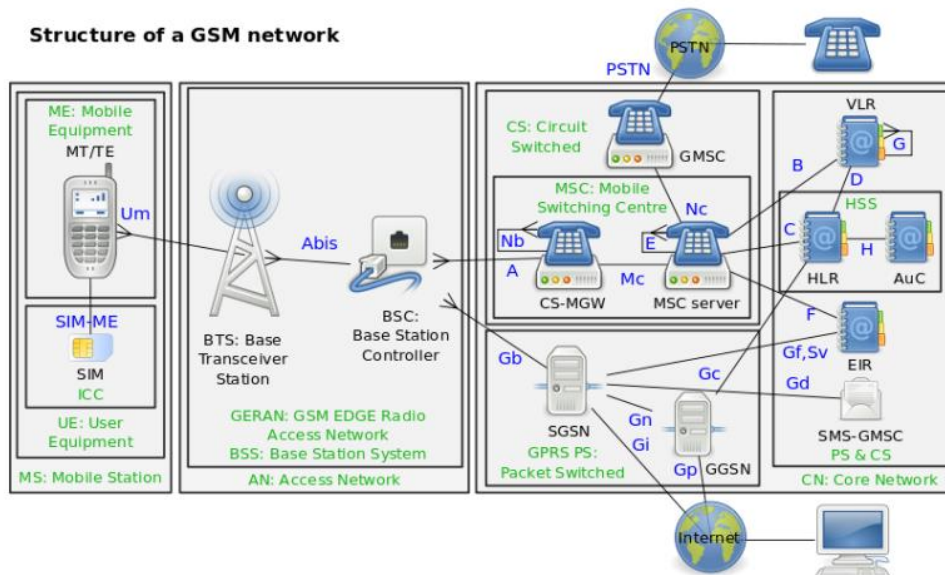 Structure of a GSM network
PSTN
PSTN
ME: Mobile
Equipment
MT/TE
Um
SIM-ME
SIM
ICC
UE: User
Equipment
MS: Mobile Station
Abis
BTS: Base
Transceiver
Station
BSC:
Base Station
Controller
GERAN: GSM EDGE Radio
Access Network
BSS: Base Station System
AN: Access Network
CS: Circuit
Switched
GMSC
MSC: Mobile
Switching Centre
Nc
Nb
E
A
Mc
CS-MGW
MSC server
VLR
G
B
D
HSS
C
H
HLR
AuC
F
EIR
Gb
Gf,Sv
Gc
Gd
Gn
Gi
SGSN
GPRS PS:
Packet Switched
Gp
GGSN
SMS-GMSC
PS & CS
CN: Core Network
Internet